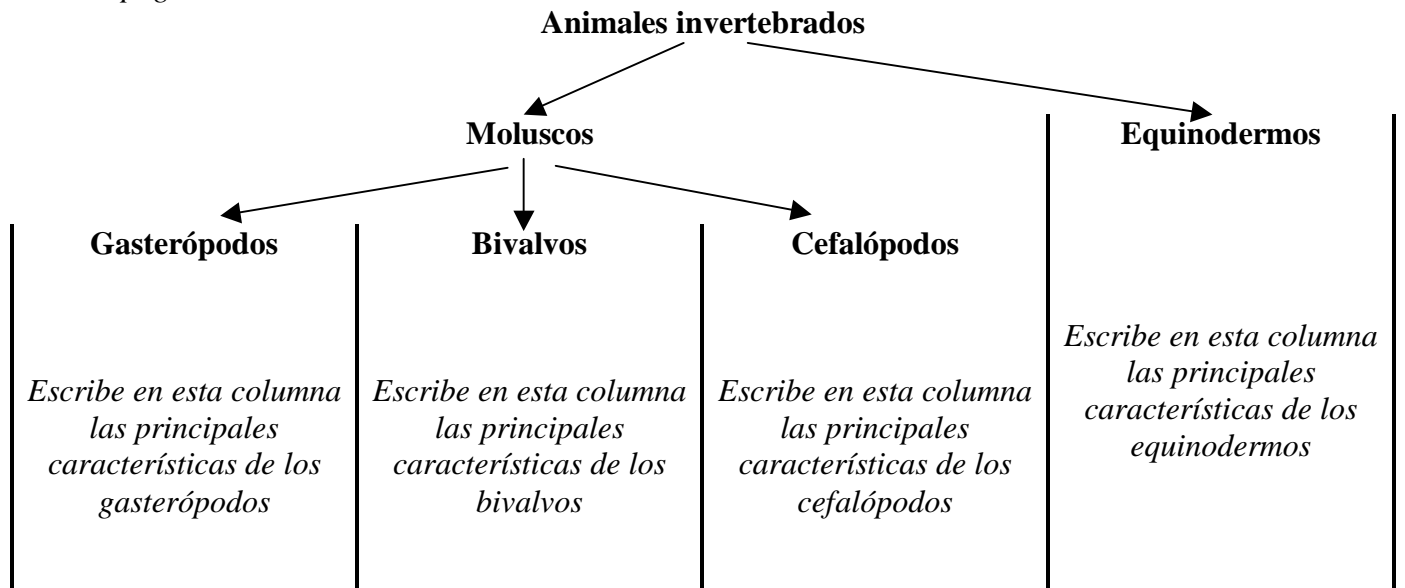 Animales invertebrados
Moluscos
Equinodermos
Gasterópodos
Bivalvos
Cefalópodos
Escribe en esta columna
las principales
características de los
gasterópodos
Escribe en esta columna
las principales
características de los
bivalvos
Escribe en esta columna
las principales
características de los
cefalópodos
Escribe en esta columna
las principales
características de los
equinodermos